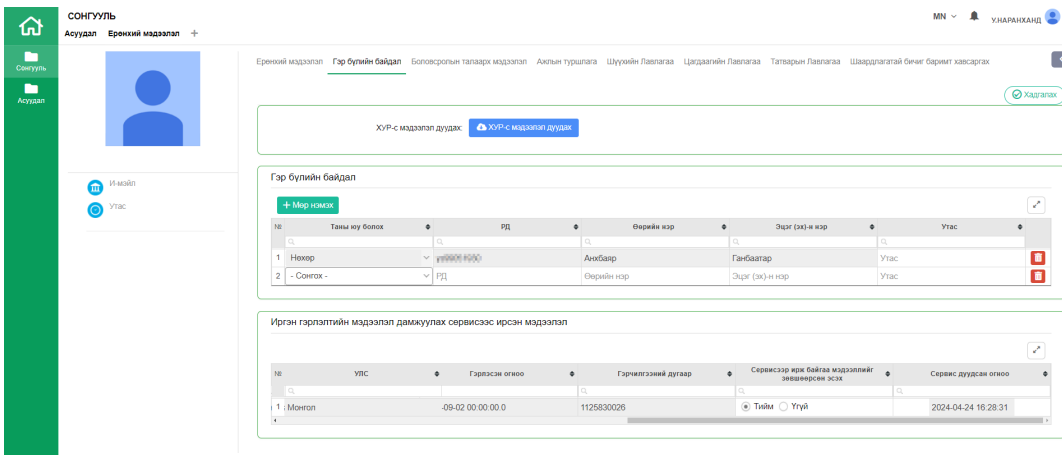 СОНГУУЛЬ
MN
У.НАРАНХАНД
Асуудал Ерөнхий мэдээлэл +
Сонгууль
Асуудал
И-мэйл
Утас
Ерөнхий мэдээлэл Гэр бүлийн байдал Боловсролын талаарх мэдээлэл Ажлын туршлага Шүүхийн Лавлагаа Цагдаагийн Лавлагаа Татварын Лавлагаа Шаардлагатай бичиг баримт хавсаргах
Хадгалах
ХУР-с мэдээлэл дуудах: ХУР-с мэдээлэл дуудах
Гэр бүлийн байдал
+ Мөр нэмэх
№ Таны юу болох РД Өөрийн нэр Эцэг (эх)-н нэр Утас
1 Нөхөр Анхбаяр Ганбаатар Утас
2 - Сонгох - РД Өөрийн нэр Эцэг (эх)-н нэр Утас
Иргэн гэрлэлтийн мэдээлэл дамжуулах сервисээс ирсэн мэдээлэл
№ УЛС Гэрлэсэн огноо Гэрчилгээний дугаар Сервисээр ирж байгаа мэдээллийг зөвшөөрсөн эсэх Сервис дуудсан огноо
1 Монгол -09-02 00:00:00.0 1125830026 Тийм Үгүй 2024-04-24 16:28:31